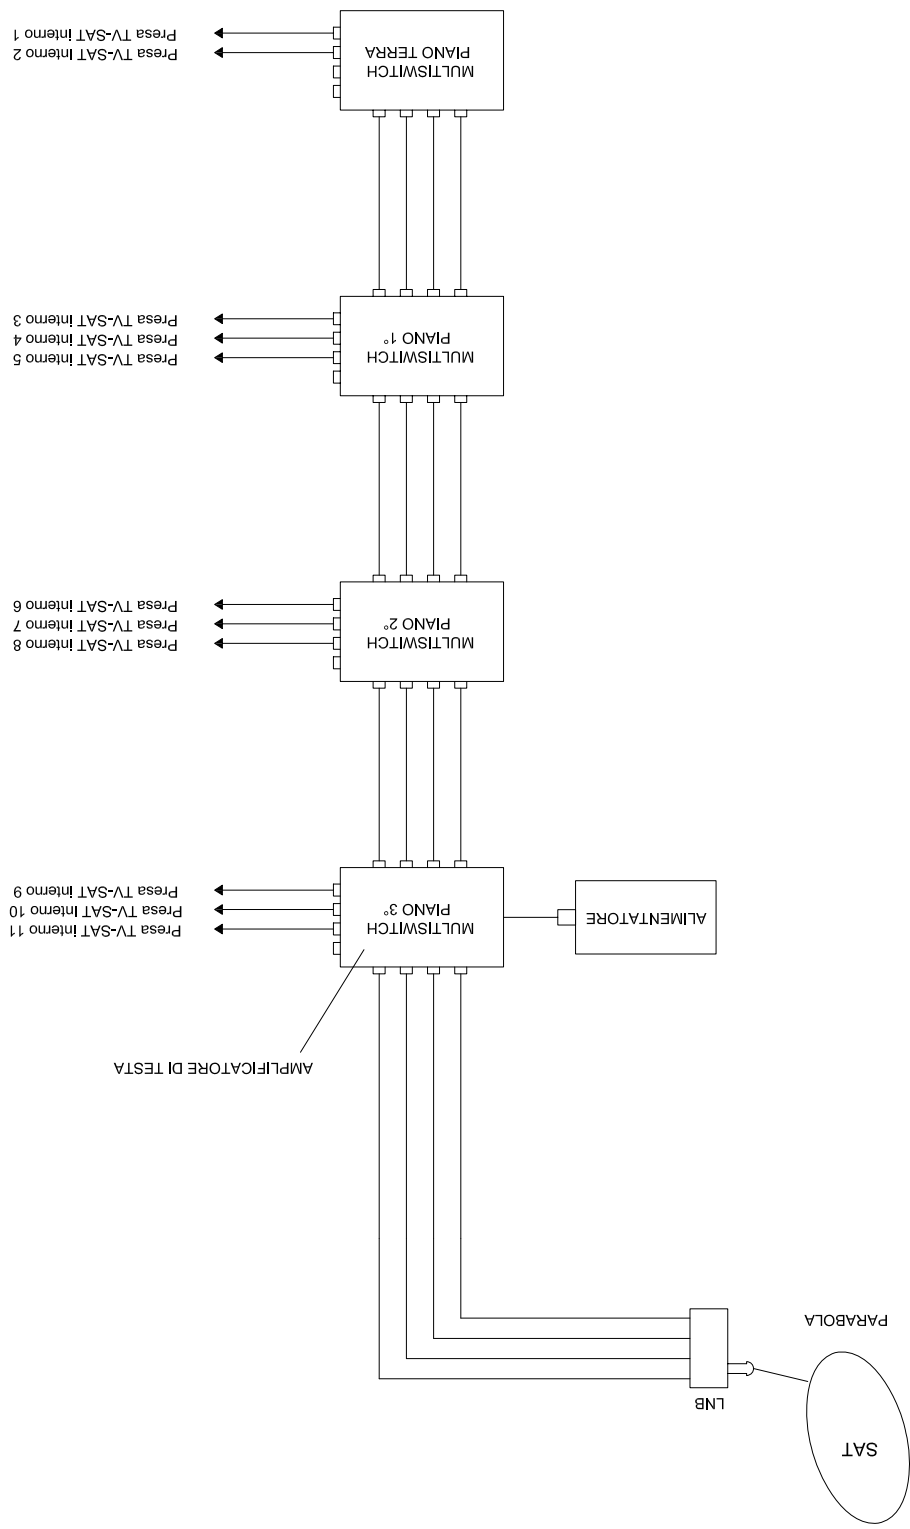 SAT
LNB
PARABOLA
AMPLIFICATORE DI TESTA
ALIMENTATORE
MULTISWITCH
PIANO 3°
Presa TV-SAT interno 11
Presa TV-SAT interno 10
Presa TV-SAT interno 9
MULTISWITCH
PIANO 2°
Presa TV-SAT interno 8
Presa TV-SAT interno 7
Presa TV-SAT interno 6
MULTISWITCH
PIANO 1°
Presa TV-SAT interno 5
Presa TV-SAT interno 4
Presa TV-SAT interno 3
MULTISWITCH
PIANO TERRA
Presa TV-SAT interno 2
Presa TV-SAT interno 1